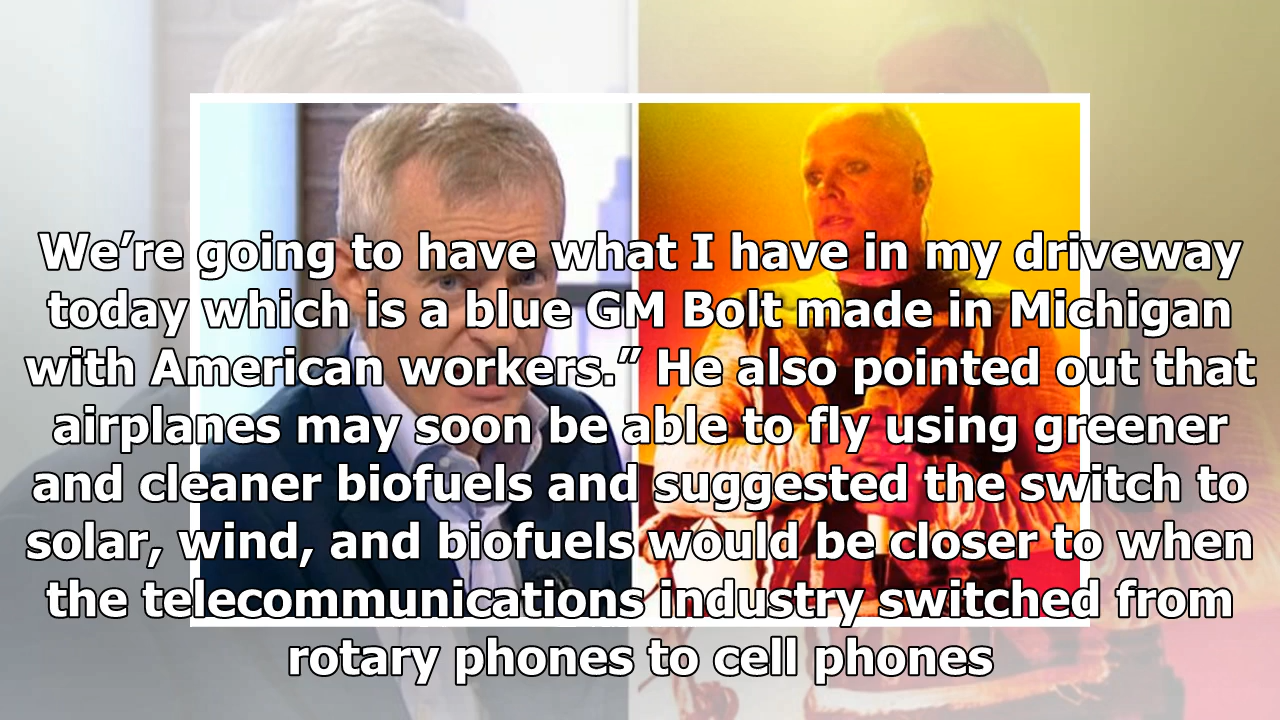 We’re going to have what I have in my driveway
today which is a blue GM Bolt made in Michigan
with American workers.” He also pointed out that
airplanes may soon be able to fly using greener
and cleaner biofuels and suggested the switch to
solar, wind, and biofuels would be closer to when
the telecommunications industry switched from
rotary phones to cell phones